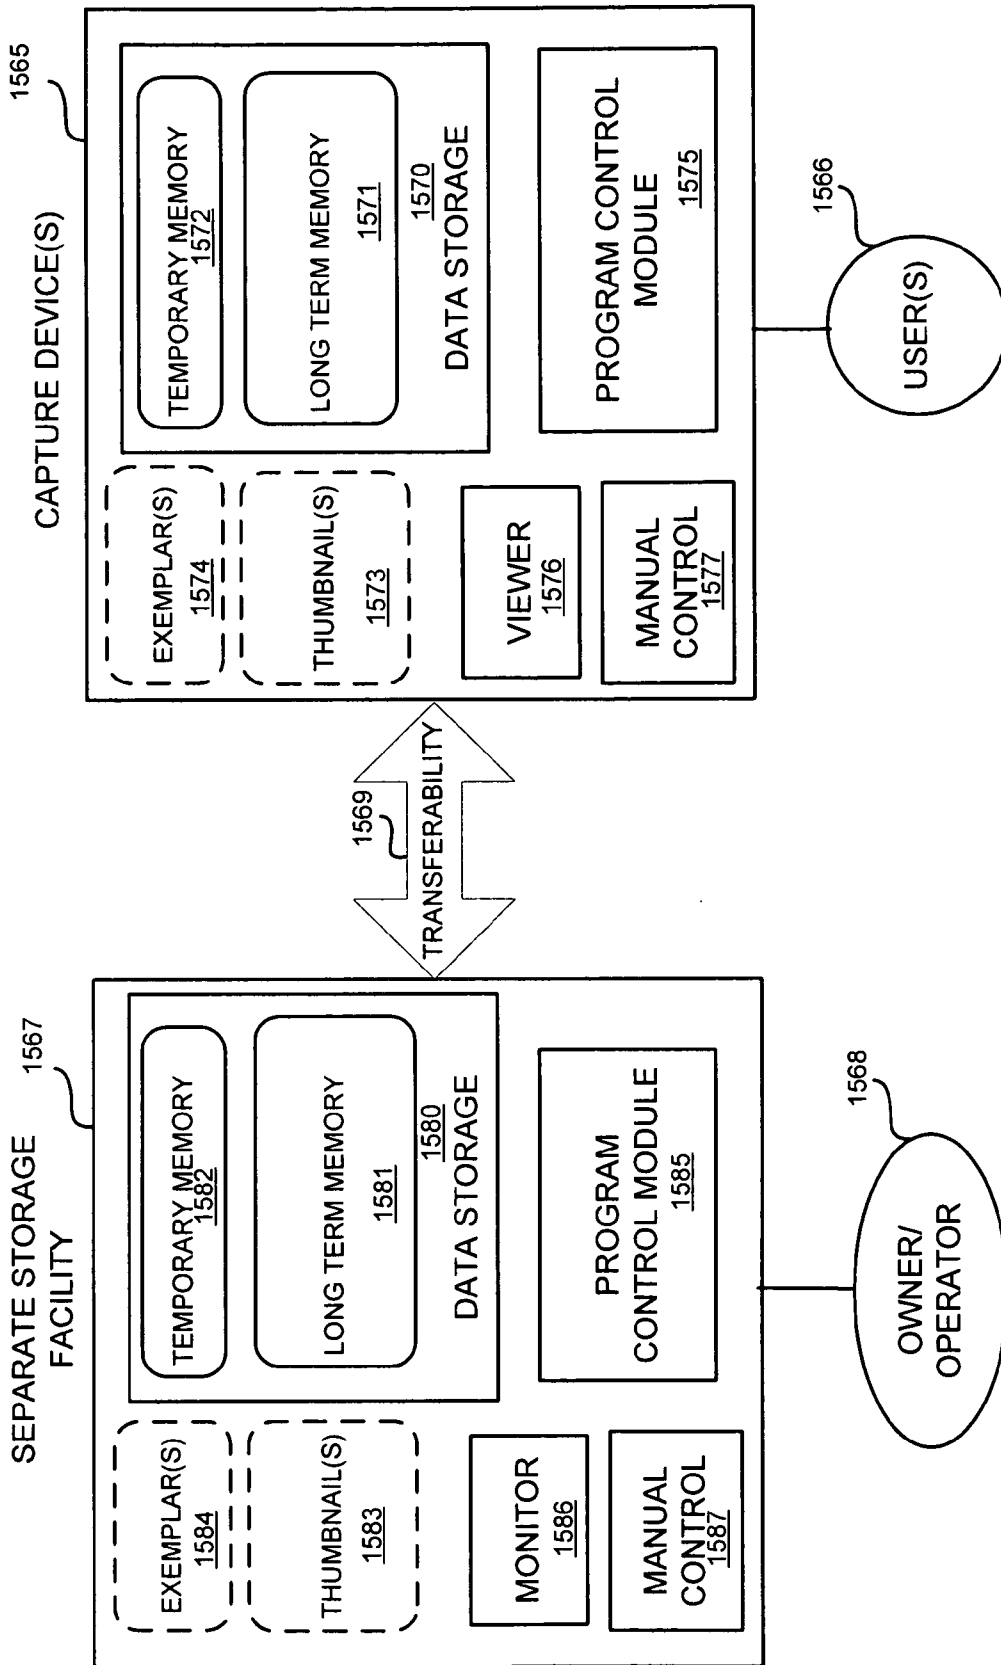 SEPARATE STORAGE
FACILITY
1567
EXEMPLAR(S)
1584
THUMBNAIL(S)
1583
TEMPORARY MEMORY
1582
LONG TERM MEMORY
1581
1580
DATA STORAGE
MONITOR
1586
MANUAL
CONTROL
1587
PROGRAM
CONTROL MODULE
1585
OWNER/
OPERATOR
1568
1569
TRANSFERABILITY
CAPTURE DEVICE(S)
1565
EXEMPLAR(S)
1574
THUMBNAIL(S)
1573
TEMPORARY MEMORY
1572
LONG TERM MEMORY
1571
1570
DATA STORAGE
VIEWER
1576
MANUAL
CONTROL
1577
PROGRAM CONTROL
MODULE
1575
USER(S)
1566